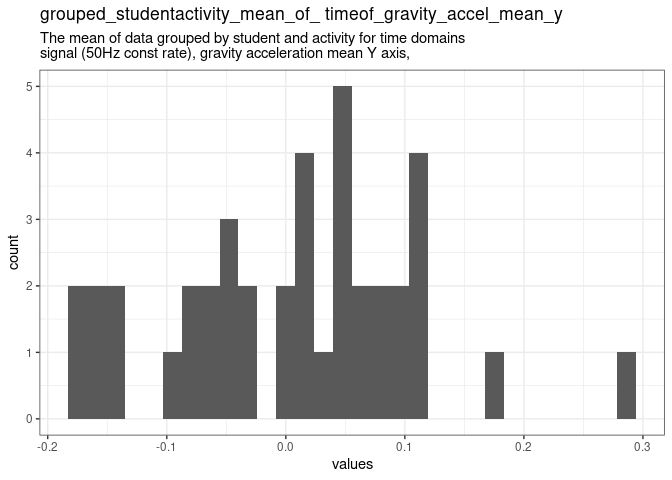 grouped_studentactivity_mean_of_ timeof_gravity_accel_mean_y
The mean of data grouped by student and activity for time domains
signal (50Hz const rate), gravity acceleration mean Y axis,
5
4
3
2
1
0
count
-0.2 -0.1 0.0 0.1 0.2 0.3
values